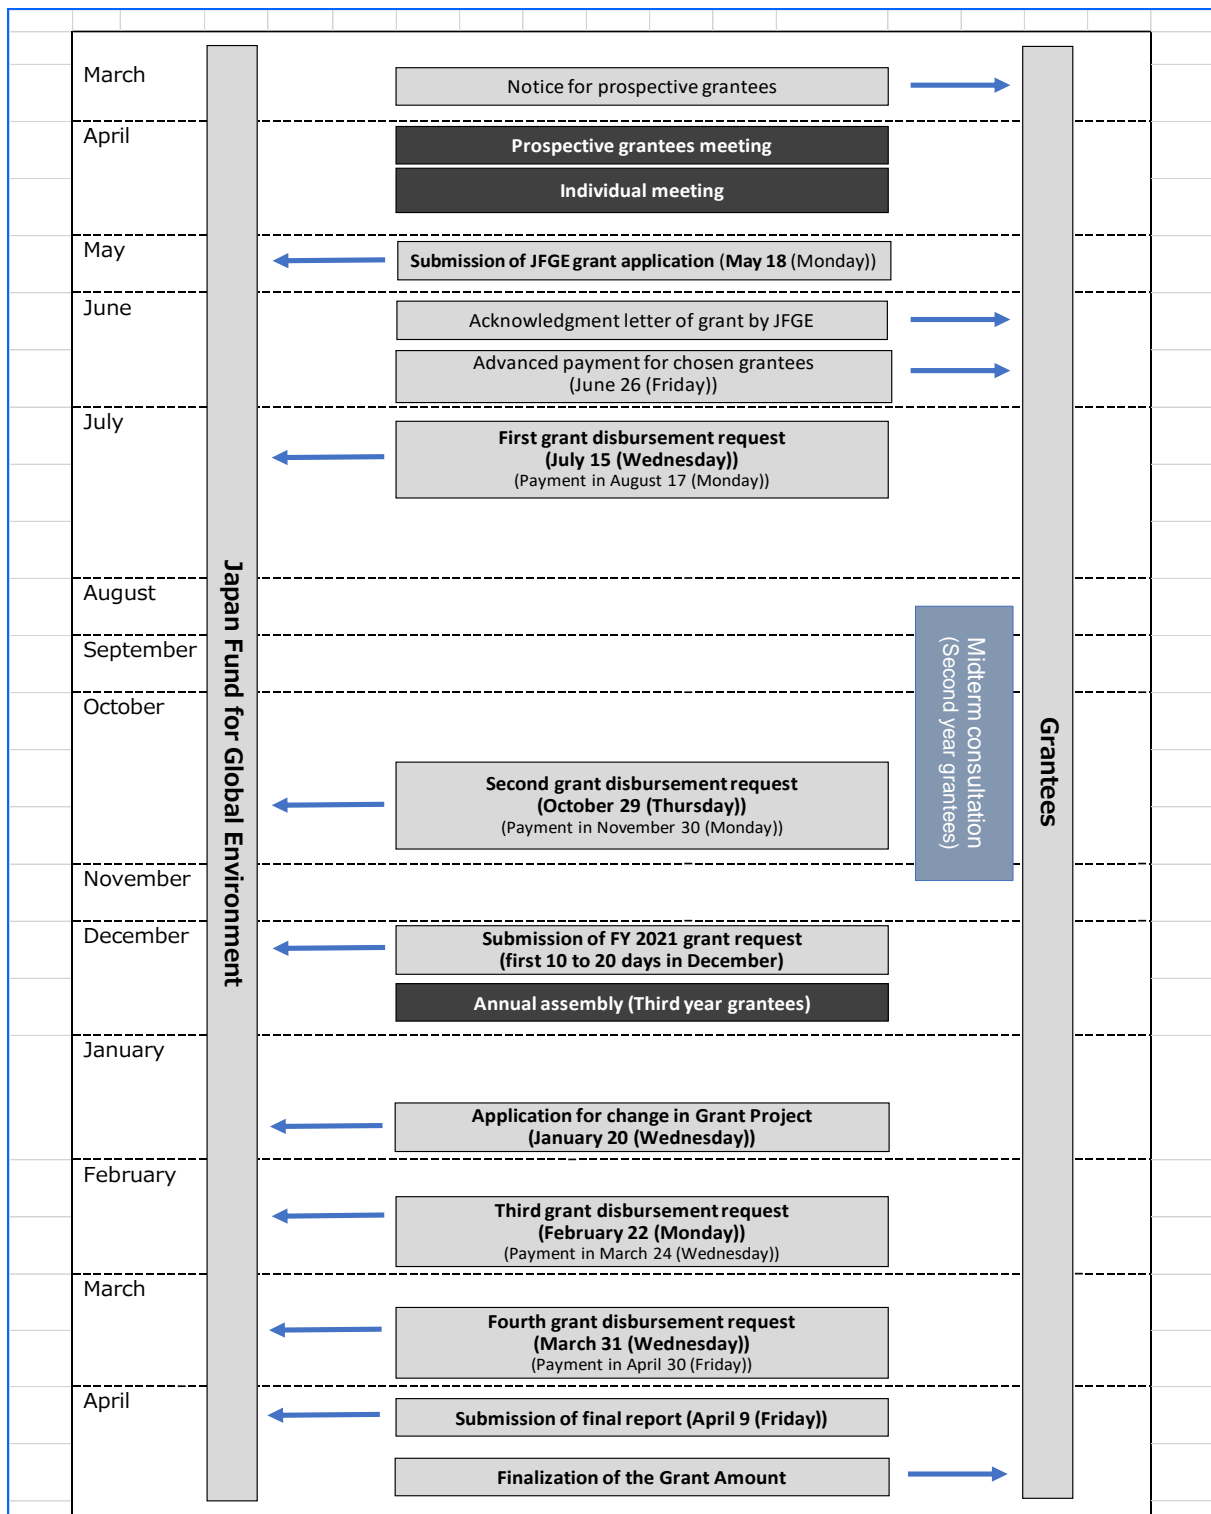 March
Notice for prospective grantees
April
Prospective grantees meeting
Individual meeting
May
Submission of JFGE grant application (May 18 (Monday))
June
Acknowledgment letter of grant by JFGE
Advanced payment for chosen grantees
(June 26 (Friday))
July
First grant disbursement request
(July 15 (Wednesday))
(Payment in August 17 (Monday))
Japan Fund for Global Environment
August
Midterm consultation
(Second year grantees)
Grantees
September
October
Second grant disbursement request
(October 29 (Thursday))
(Payment in November 30 (Monday))
November
December
Submission of FY 2021 grant request
(first 10 to 20 days in December)
Annual assembly (Third year grantees)
January
Application for change in Grant Project
(January 20 (Wednesday))
February
Third grant disbursement request
(February 22 (Monday))
(Payment in March 24 (Wednesday))
March
Fourth grant disbursement request
(March 31 (Wednesday))
(Payment in April 30 (Friday))
April
Submission of final report (April 9 (Friday))
Finalization of the Grant Amount